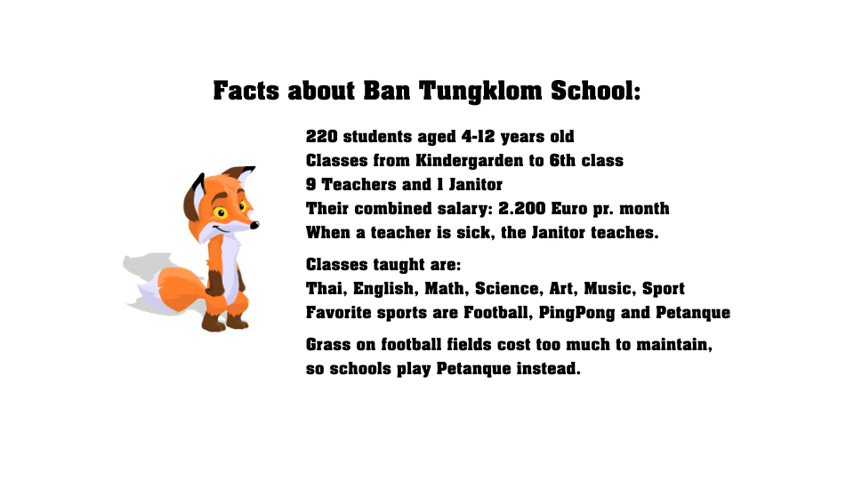 Facts about Ban Tungklom School:
220 students aged 4-12 years old
Classes from Kindergarden to 6th class
9 Teachers and 1 Janitor
Their combined salary: 2.200 Euro pr. month
When a teacher is sick, the Janitor teaches.
Classes taught are:
Thai, English, Math, Science, Art, Music, Sport
Favorite sports are Football, PingPong and Petanque
Grass on football fields cost too much to maintain,
so schools play Petanque instead.